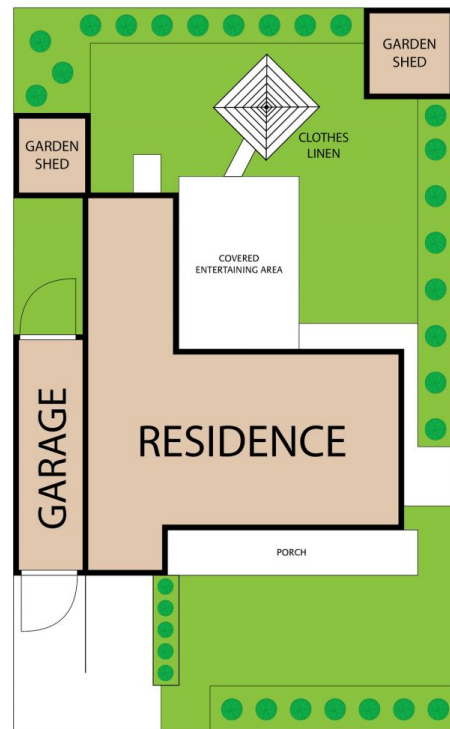 GARDEN
SHED
GARDEN
SHED
CLOTHES
LINEN
COVERED
ENTERTAINING AREA
GARAGE
RESIDENCE
PORCH